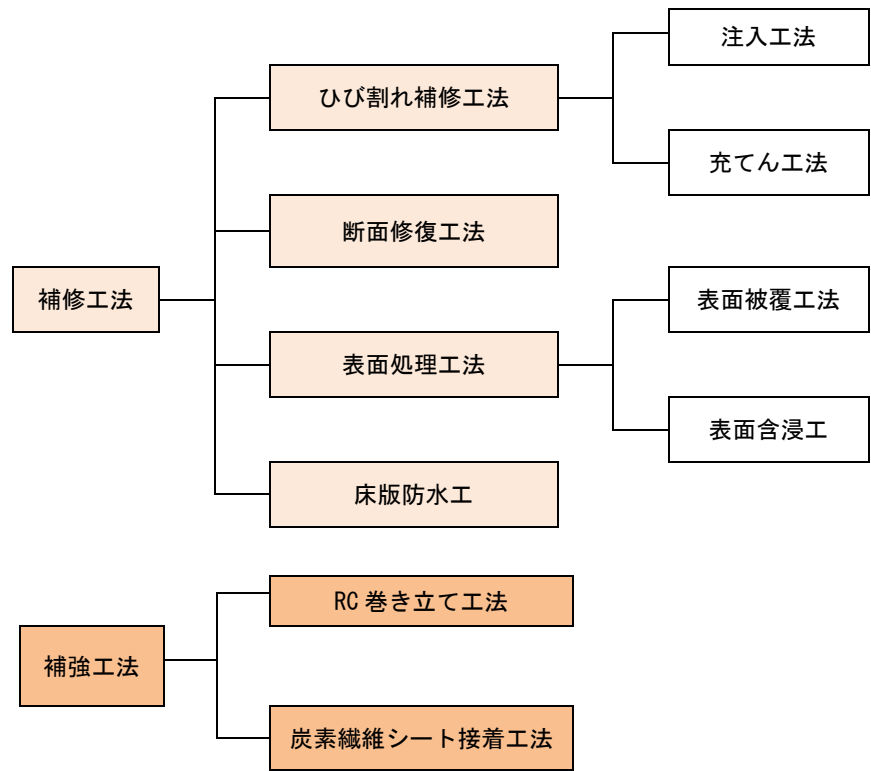 補修工法
ひび割れ補修工法
注入工法
充てん工法
断面修復工法
表面処理工法
表面被覆工法
表面含浸工
床版防水工
補強工法
RC 巻き立て工法
炭素繊維シート接着工法